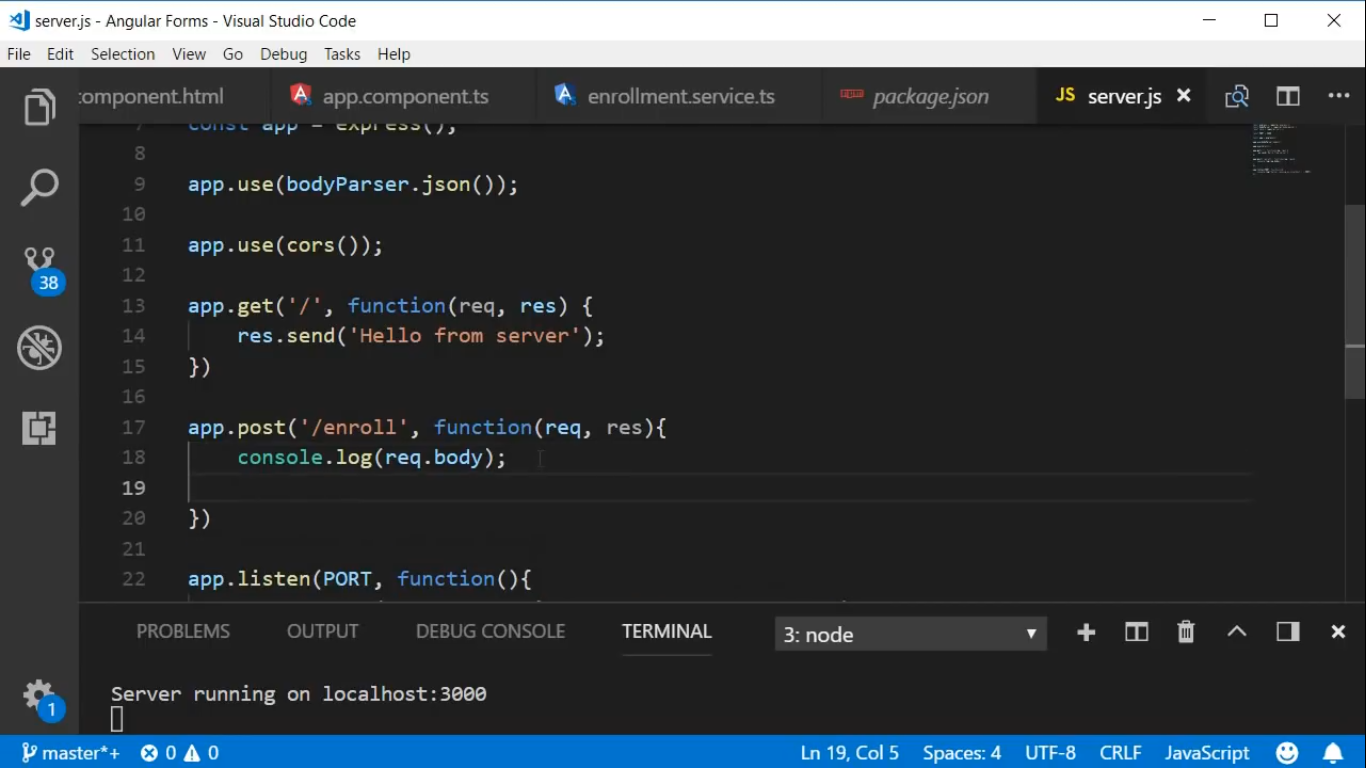 server.js - Angular Forms - Visual Studio Code
File Edit Selection View Go Debug Tasks Help
component.html app.component.ts enrollment.service.ts package.json JS server.js
7 const app = express();
8
9 app.use(bodyParser.json());
10
11 app.use(cors());
12
13 app.get('/', function(req, res) {
14 res.send('Hello from server');
15 })
16
17 app.post('/enroll', function(req, res){
18 console.log(req.body);
19
20 })
21
22 app.listen(PORT, function(){
38
PROBLEMS OUTPUT DEBUG CONSOLE TERMINAL 3: node
Server running on localhost:3000
1
master*+ 0 0 Ln 19, Col 5 Spaces: 4 UTF-8 CRLF JavaScript